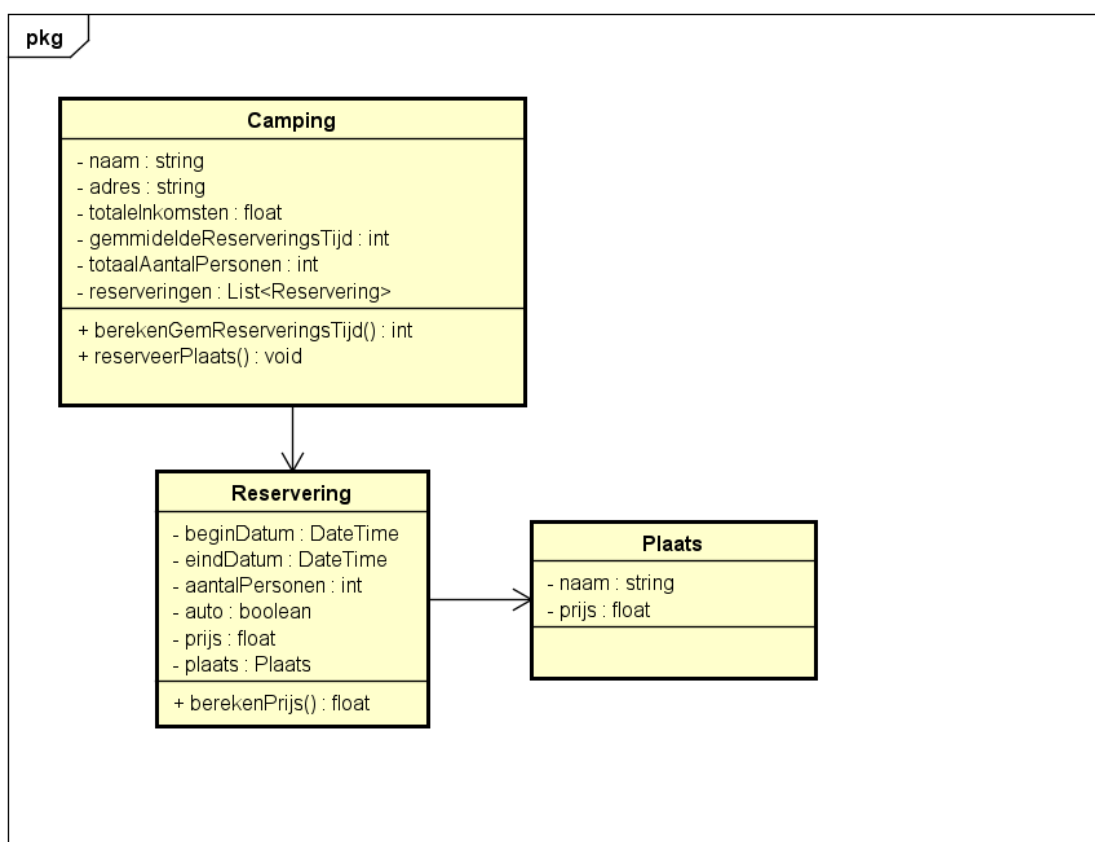 pkg
Camping
- naam : string
- adres : string
- totaleInkomsten : float
- gemmideldeReserveringsTijd : int
- totaalAantalPersonen : int
- reserveringen : List<Reservering>
+ berekenGemReserveringsTijd() : int
+ reserveerPlaats() : void
Reservering
- beginDatum : DateTime
- eindDatum : DateTime
- aantalPersonen : int
- auto : boolean
- prijs : float
- plaats : Plaats
+ berekenPrijs() : float
Plaats
- naam : string
- prijs : float